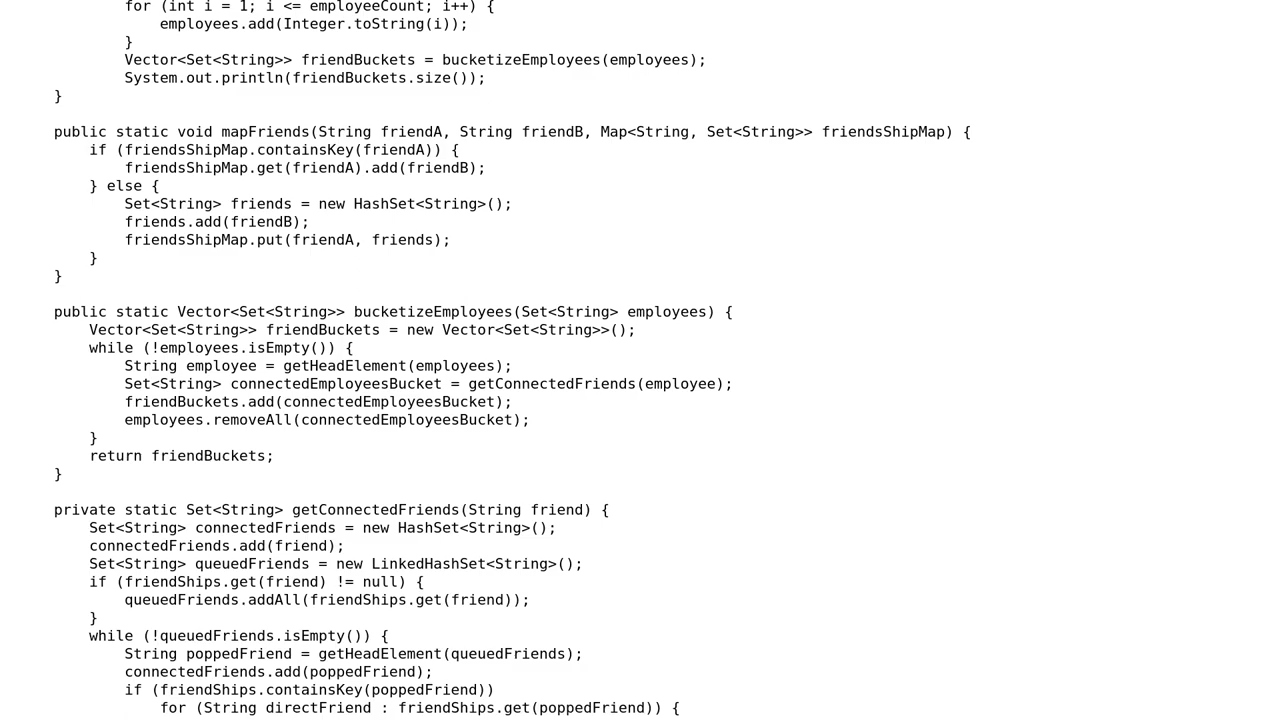 for (int i = 1; i <= employeeCount; i++) {
employees.add(Integer.toString(i));
}
Vector<Set<String>> friendBuckets = bucketizeEmployees(employees);
System.out.println(friendBuckets.size());
}
public static void mapFriends(String friendA, String friendB, Map<String, Set<String>> friendsShipMap) {
if (friendsShipMap.containsKey(friendA)) {
friendsShipMap.get(friendA).add(friendB);
} else {
Set<String> friends = new HashSet<String>();
friends.add(friendB);
friendsShipMap.put(friendA, friends);
}
}
public static Vector<Set<String>> bucketizeEmployees(Set<String> employees) {
Vector<Set<String>> friendBuckets = new Vector<Set<String>>();
while (!employees.isEmpty()) {
String employee = getHeadElement(employees);
Set<String> connectedEmployeesBucket = getConnectedFriends(employee);
friendBuckets.add(connectedEmployeesBucket);
employees.removeAll(connectedEmployeesBucket);
}
return friendBuckets;
}
private static Set<String> getConnectedFriends(String friend) {
Set<String> connectedFriends = new HashSet<String>();
connectedFriends.add(friend);
Set<String> queuedFriends = new LinkedHashSet<String>();
if (friendShips.get(friend) != null) {
queuedFriends.addAll(friendShips.get(friend));
}
while (!queuedFriends.isEmpty()) {
String poppedFriend = getHeadElement(queuedFriends);
connectedFriends.add(poppedFriend);
if (friendShips.containsKey(poppedFriend))
for (String directFriend : friendShips.get(poppedFriend)) {